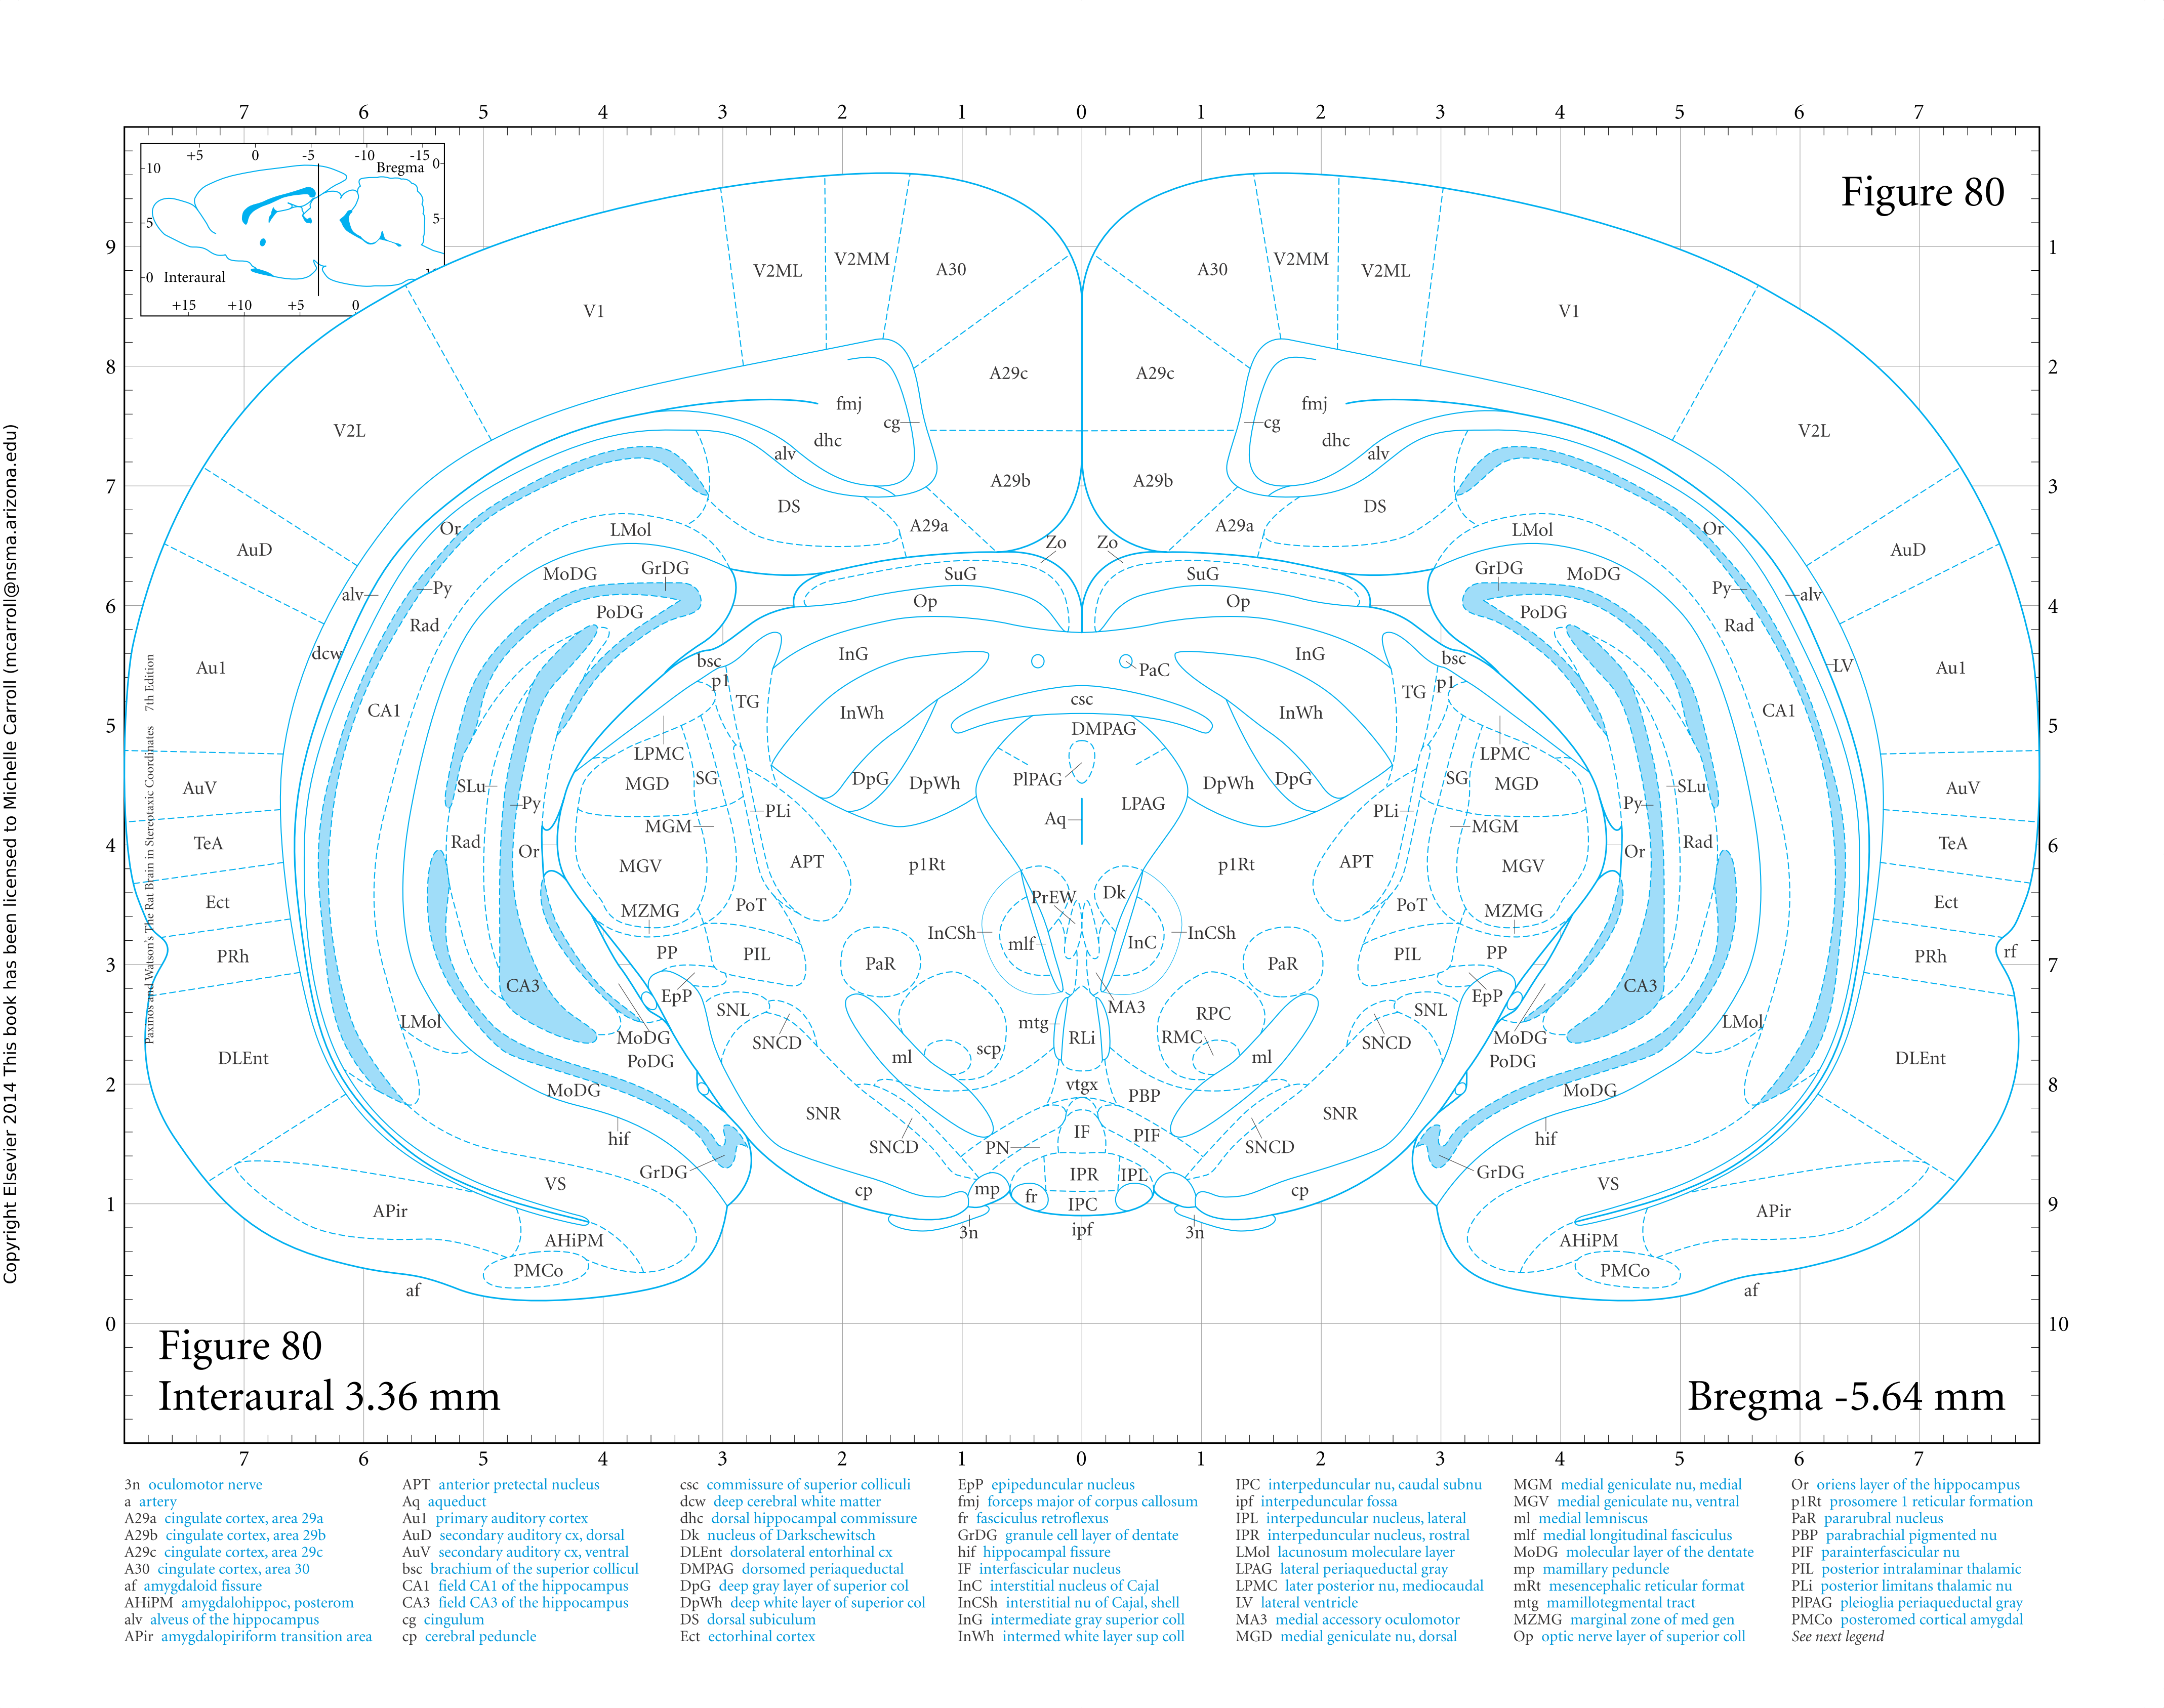 7 6 5 4 3 2 1 0 1 2 3 4 5 6 7
+5 0 -5 -10 -15
10 Bregma 0
5 5
0 Interaural
+15 +10 +5 0
Figure 80
9 1
V2ML V2MM A30 A30 V2MM V2ML
V1 V1
8 2
A29c A29c
fmj fmj
cg cg
V2L dhc dhc V2L
alv alv
7 A29b A29b 3
DS DS
Or LMol A29a A29a LMol Or
AuD Zo Zo AuD
MoDG GrDG SuG SuG GrDG MoDG
alv Py Op Op Py alv
6 PoDG PoDG 4
Rad Rad
dcw bsc InG InG bsc LV
Au1 p1 PaC p1 Au1
TG csc TG
CA1 InWh InWh CA1
5 DMPAG 5
LPMC LPMC
AuV SLu MGD SG DpG DpWh PlPAG DpWh DpG SG MGD SLu AuV
Py PLi LPAG PLi Py
MGM Aq MGM
4 TeA Rad Or Or Rad TeA 6
MGV APT p1Rt p1Rt APT MGV
Ect MZMG PoT PrEW Dk PoT MZMG Ect
InCSh mlf InC InCSh
3 PRh PP PIL PaR PaR PIL PP PRh rf 7
CA3 EpP EpP CA3
SNL MA3 SNL
LMol SNCD mtg RLi RPC SNCD LMol
MoDG scp RMC MoDG
DLEnt PoDG ml ml PoDG DLEnt
2 MoDG vtgx PBP MoDG 8
SNR SNR
hif SNCD PN IF PIF SNCD hif
GrDG IPR IPL GrDG
VS cp mp fr cp VS
1 APir IPC APir 9
AHiPM 3n ipf 3n AHiPM
PMCo PMCo
af af
0 10
Figure 80
Interaural 3.36 mm
Bregma -5.64 mm
7 6 5 4 3 2 1 0 1 2 3 4 5 6 7
Copyright Elsevier 2014 This book has been licensed to Michelle Carroll (mcarroll@nsma.arizona.edu)
Paxinos and Watson's The Rat Brain in Stereotaxic Coordinates 7th Edition
3n oculomotor nerve
a artery
A29a cingulate cortex, area 29a
A29b cingulate cortex, area 29b
A29c cingulate cortex, area 29c
A30 cingulate cortex, area 30
af amygdaloid fissure
AHiPM amygdalohippoc, posterom
alv alveus of the hippocampus
APir amygdalopiriform transition area
APT anterior pretectal nucleus
Aq aqueduct
Au1 primary auditory cortex
AuD secondary auditory cx, dorsal
AuV secondary auditory cx, ventral
bsc brachium of the superior collicul
CA1 field CA1 of the hippocampus
CA3 field CA3 of the hippocampus
cg cingulum
cp cerebral peduncle
csc commissure of superior colliculi
dcw deep cerebral white matter
dhc dorsal hippocampal commissure
Dk nucleus of Darkschewitsch
DLEnt dorsolateral entorhinal cx
DMPAG dorsomed periaqueductal
DpG deep gray layer of superior col
DpWh deep white layer of superior col
DS dorsal subiculum
Ect ectorhinal cortex
EpP epipeduncular nucleus
fmj forceps major of corpus callosum
fr fasciculus retroflexus
GrDG granule cell layer of dentate
hif hippocampal fissure
IF interfascicular nucleus
InC interstitial nucleus of Cajal
InCSh interstitial nu of Cajal, shell
InG intermediate gray superior coll
InWh intermed white layer sup coll
IPC interpeduncular nu, caudal subnu
ipf interpeduncular fossa
IPL interpeduncular nucleus, lateral
IPR interpeduncular nucleus, rostral
LMol lacunosum moleculare layer
LPAG lateral periaqueductal gray
LPMC later posterior nu, mediocaudal
LV lateral ventricle
MA3 medial accessory oculomotor
MGD medial geniculate nu, dorsal
MGM medial geniculate nu, medial
MGV medial geniculate nu, ventral
ml medial lemniscus
mlf medial longitudinal fasciculus
MoDG molecular layer of the dentate
mp mamillary peduncle
mRt mesencephalic reticular format
mtg mamillotegmental tract
MZMG marginal zone of med gen
Op optic nerve layer of superior coll
Or oriens layer of the hippocampus
p1Rt prosomere 1 reticular formation
PaR pararubral nucleus
PBP parabrachial pigmented nu
PIF parainterfascicular nu
PIL posterior intralaminar thalamic
PLi posterior limitans thalamic nu
PlPAG pleioglia periaqueductal gray
PMCo posteromed cortical amygdal
See next legend